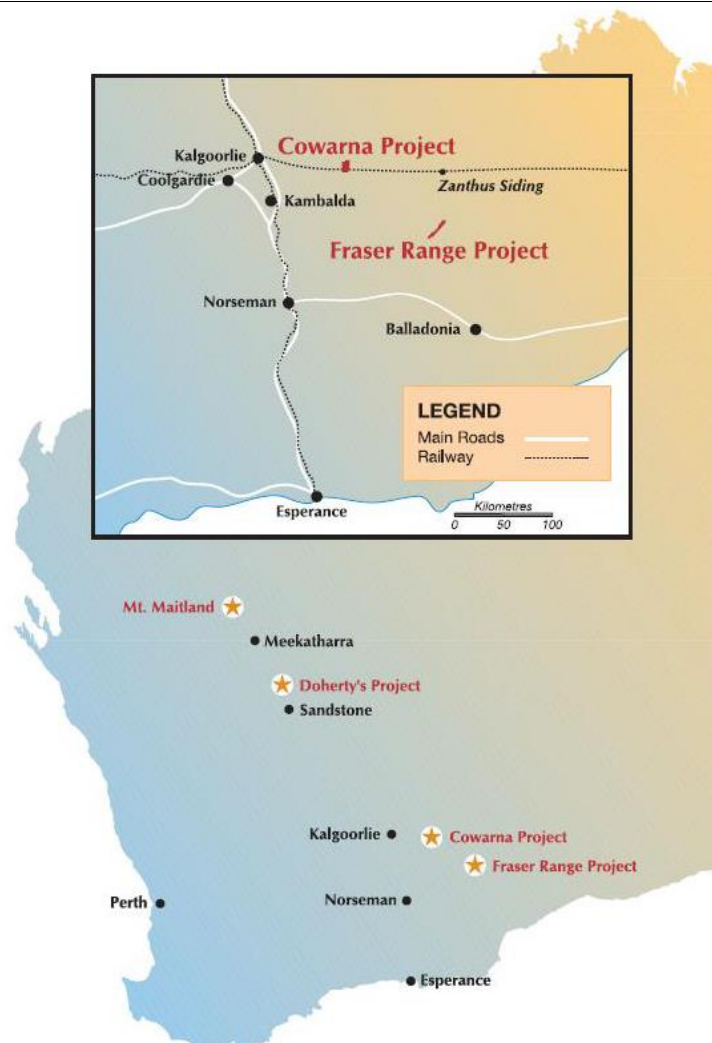 Kalgoorlie
Cowarna Project
Coolgardie
Zanthus Siding
Kambalda
Fraser Range Project
Norseman
Balladonia
LEGEND
Main Roads
Railway
Esperance
Kilometres
0 50 100
Mt. Maitland
Meekatharra
Doherty's Project
Sandstone
Kalgoorlie
Cowarna Project
Fraser Range Project
Perth
Norseman
Esperance